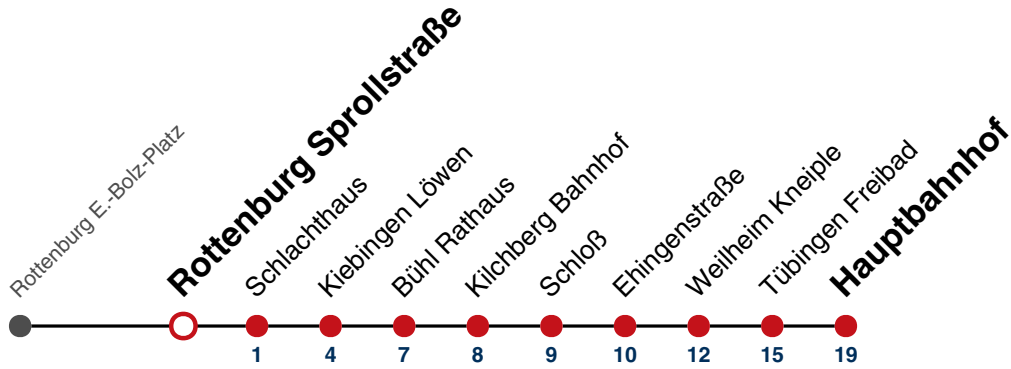 Rottenburg E.-Bolz-Platz
Rottenburg Sprollstraße
Schlachthaus
Kiebingen Löwen
Bühl Rathaus
Kilchberg Bahnhof
Schloß
Ehingenstraße
Weilheim Kneiple
Tübingen Freibad
Hauptbahnhof
1 4 7 8 9 10 12 15 19